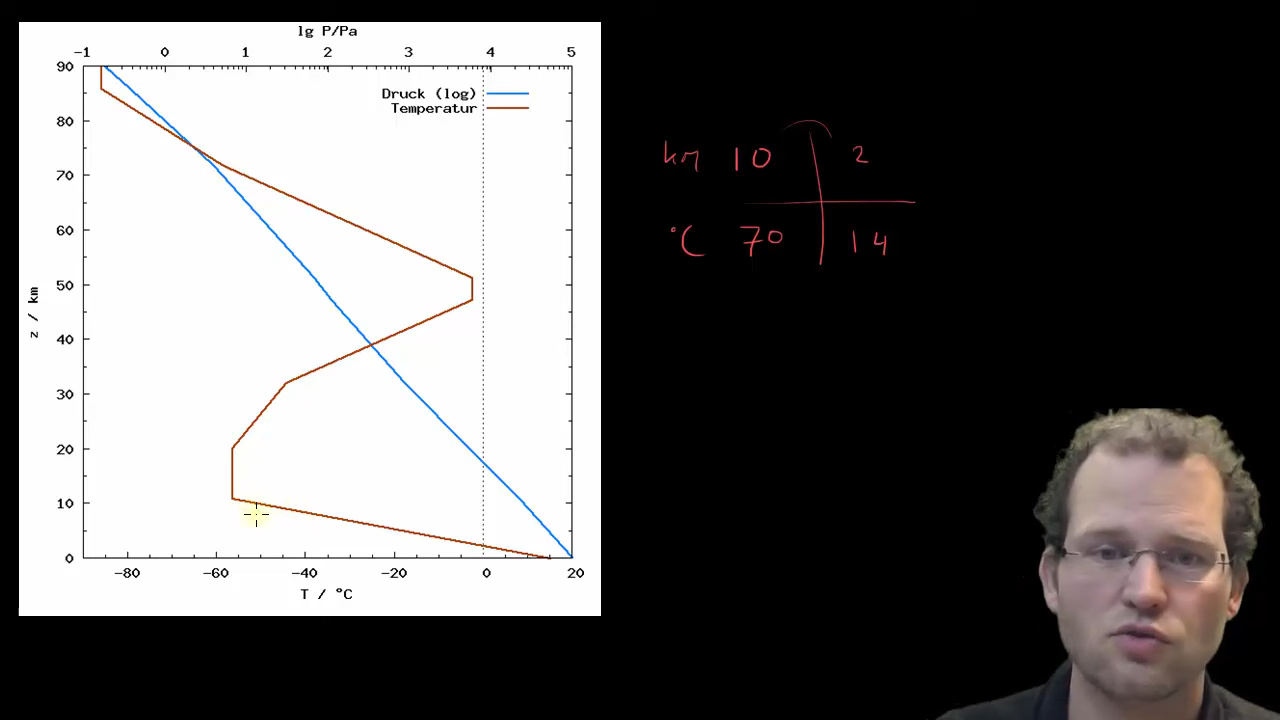 lg P/Pa
-1 0 1 2 3 4 5
90
Druck (log)
Temperatur
80
70
60
50
40
30
20
10
0
z / km
-80 -60 -40 -20 0 20
T / °C
km 10 2
°C 70 14